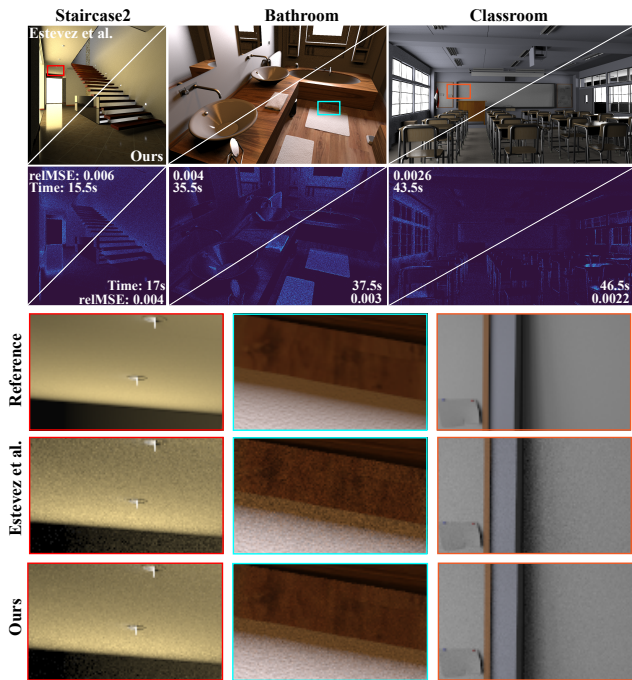 Staircase2 Bathroom Classroom
Estevez et al.
Ours
relMSE: 0.006 0.004 0.0026
Time: 15.5s 35.5s 43.5s
Time: 17s 37.5s 46.5s
relMSE: 0.004 0.003 0.0022
Reference
Estevez et al.
Ours